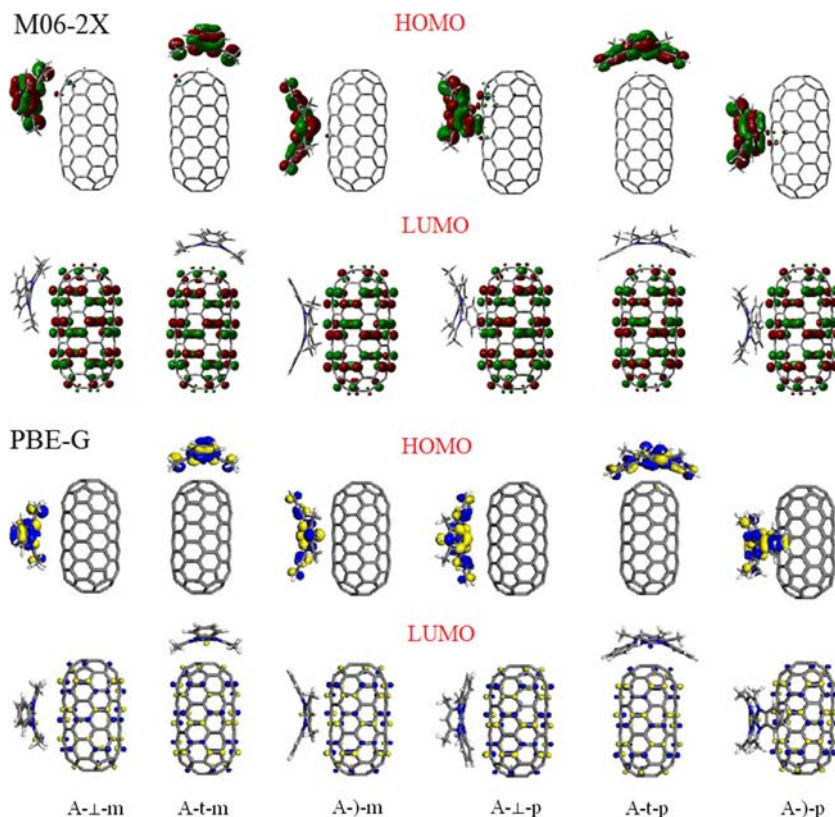 M06-2X
HOMO
LUMO
PBE-G
HOMO
LUMO
A-⊥-m A-t-m A-)-m A-⊥-p A-t-p A-)-p